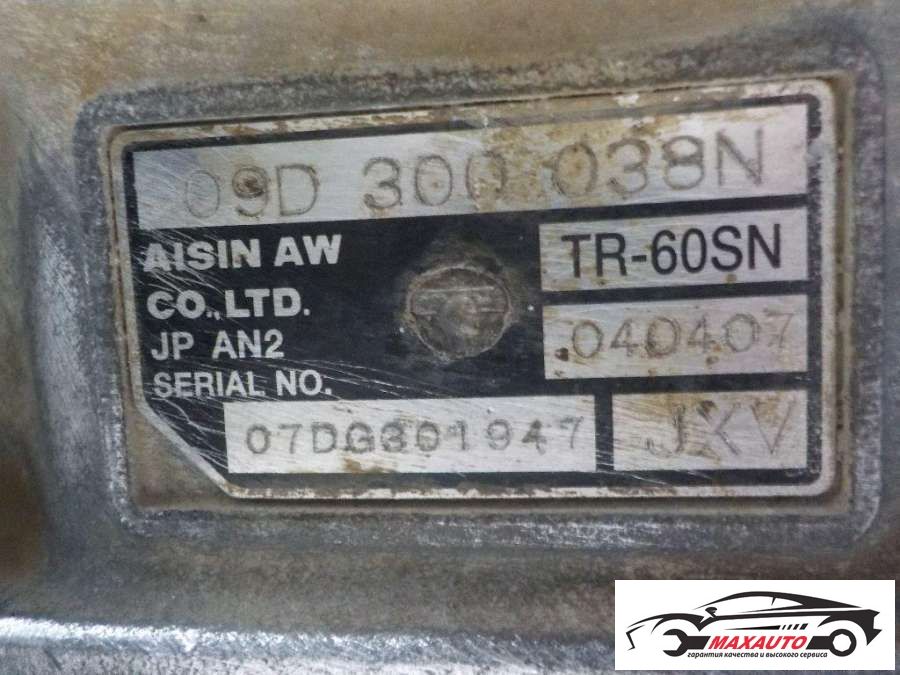 09D 300 038N
AISIN AW
CO.,LTD.
JP AN2
SERIAL NO.
TR-60SN
040407
07DG301947
JXV
MAXAUTO
гарантия качества и высокого сервиса